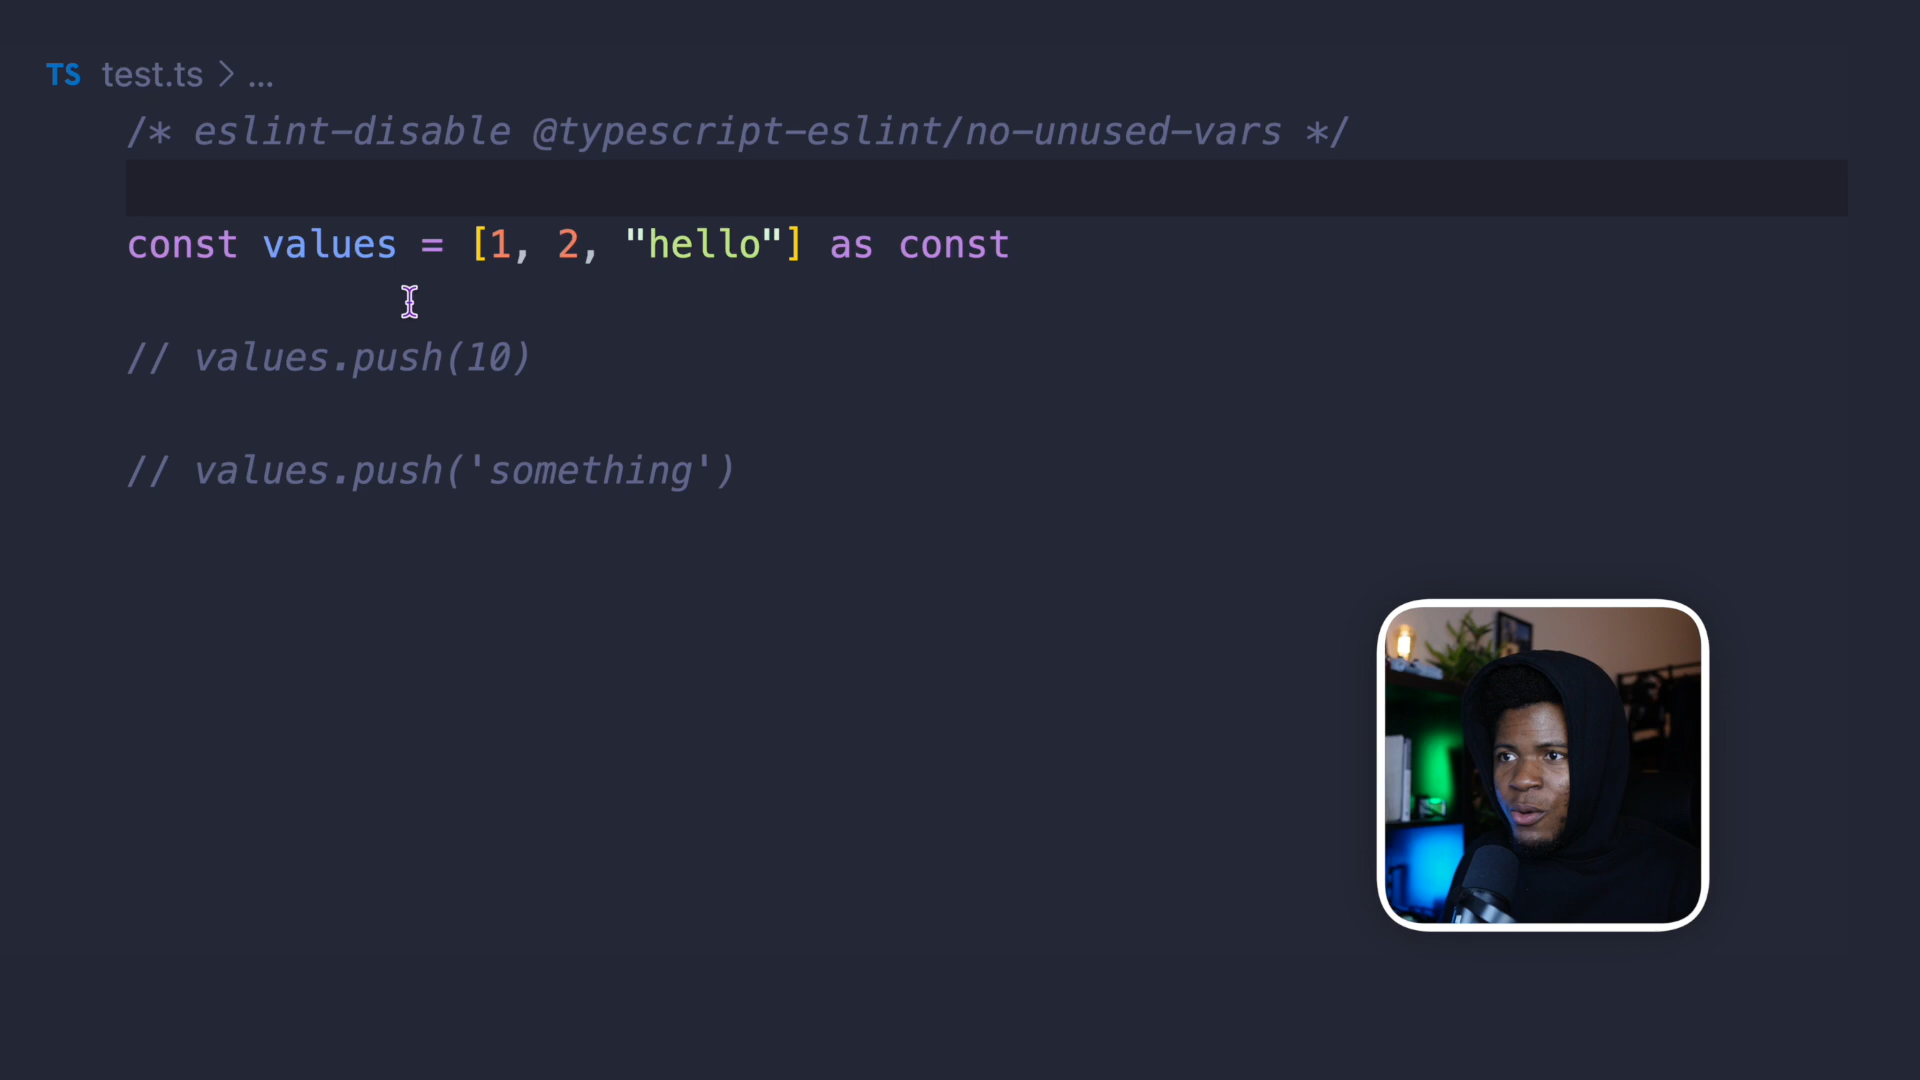 TS test.ts > ...
/* eslint-disable @typescript-eslint/no-unused-vars */
const values = [1, 2, "hello"] as const
// values.push(10)
// values.push('something')